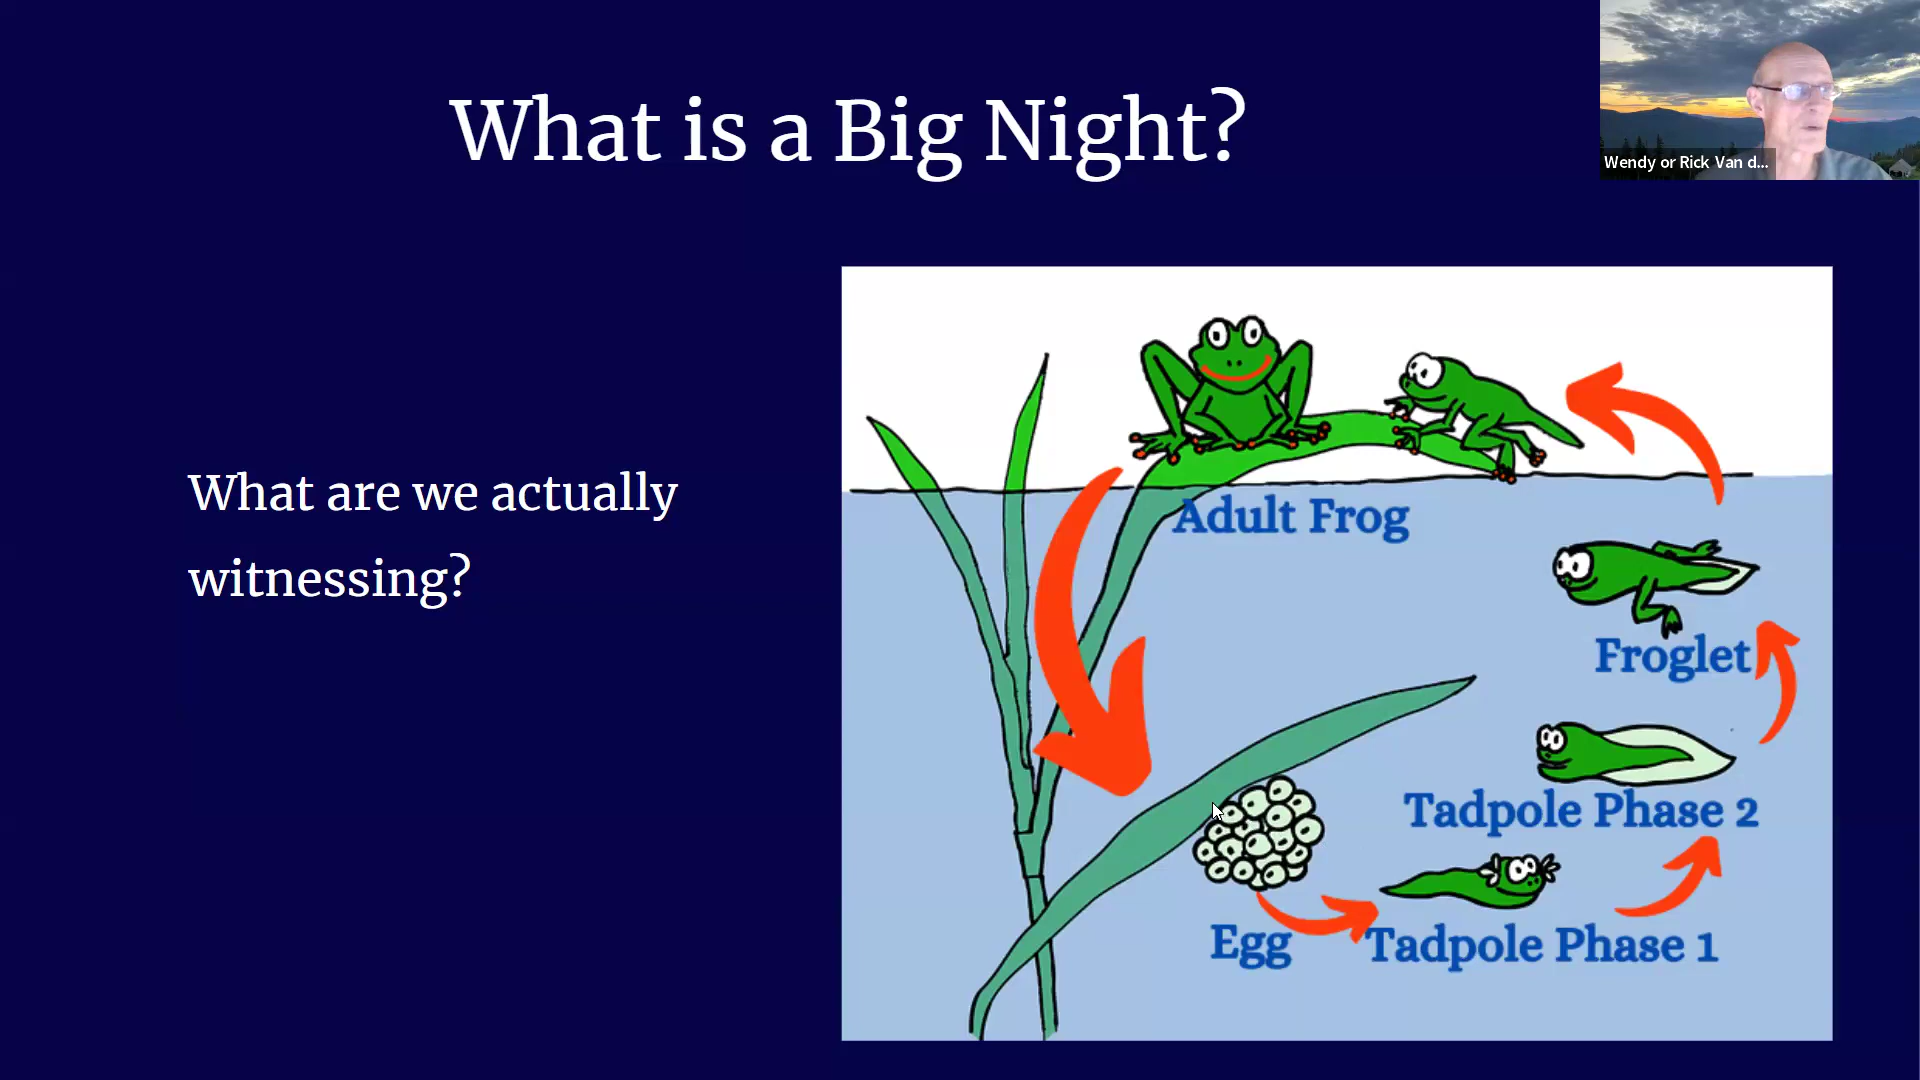 What is a Big Night?
Wendy or Rick Van d...
What are we actually
witnessing?
Adult Frog
Froglet
Tadpole Phase 2
Egg
Tadpole Phase 1